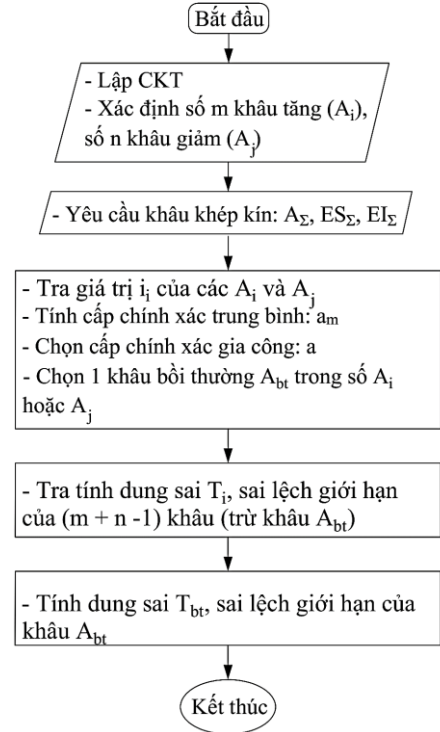 Bắt đầu
- Lập CKT
- Xác định số m khâu tăng (Aᵢ),
số n khâu giảm (Aⱼ)
- Yêu cầu khâu khép kín: A_Σ, ES_Σ, EI_Σ
- Tra giá trị iᵢ của các Aᵢ và Aⱼ
- Tính cấp chính xác trung bình: aₘ
- Chọn cấp chính xác gia công: a
- Chọn 1 khâu bồi thường A_bt trong số Aᵢ
hoặc Aⱼ
- Tra tính dung sai Tᵢ, sai lệch giới hạn
của (m + n -1) khâu (trừ khâu A_bt)
- Tính dung sai T_bt, sai lệch giới hạn của
khâu A_bt
Kết thúc